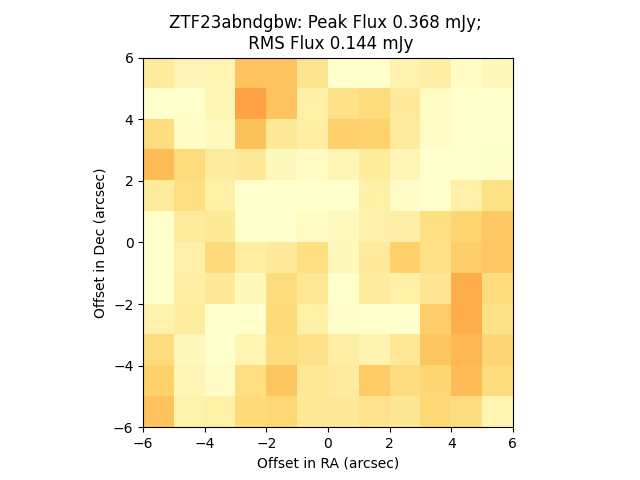 ZTF23abndgbw: Peak Flux 0.368 mJy;
RMS Flux 0.144 mJy
6
4
2
0
−2
−4
−6
Offset in Dec (arcsec)
−6 −4 −2 0 2 4 6
Offset in RA (arcsec)